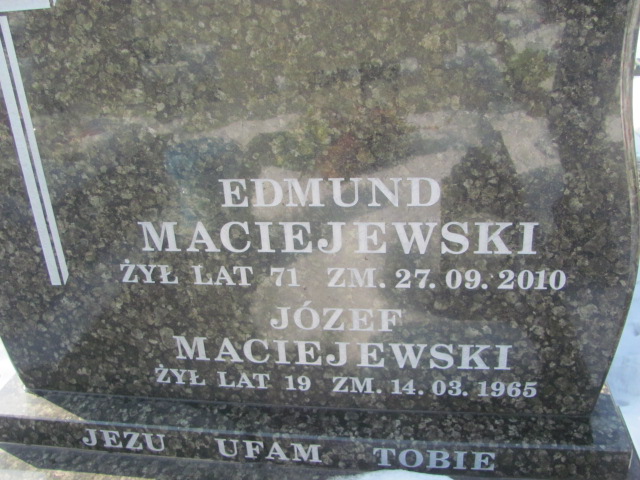 EDMUND
MACIEJEWSKI
ŻYŁ LAT 71 ZM. 27. 09. 2010
JÓZEF
MACIEJEWSKI
ŻYŁ LAT 19 ZM. 14. 03. 1965
JEZU UFAM TOBIE